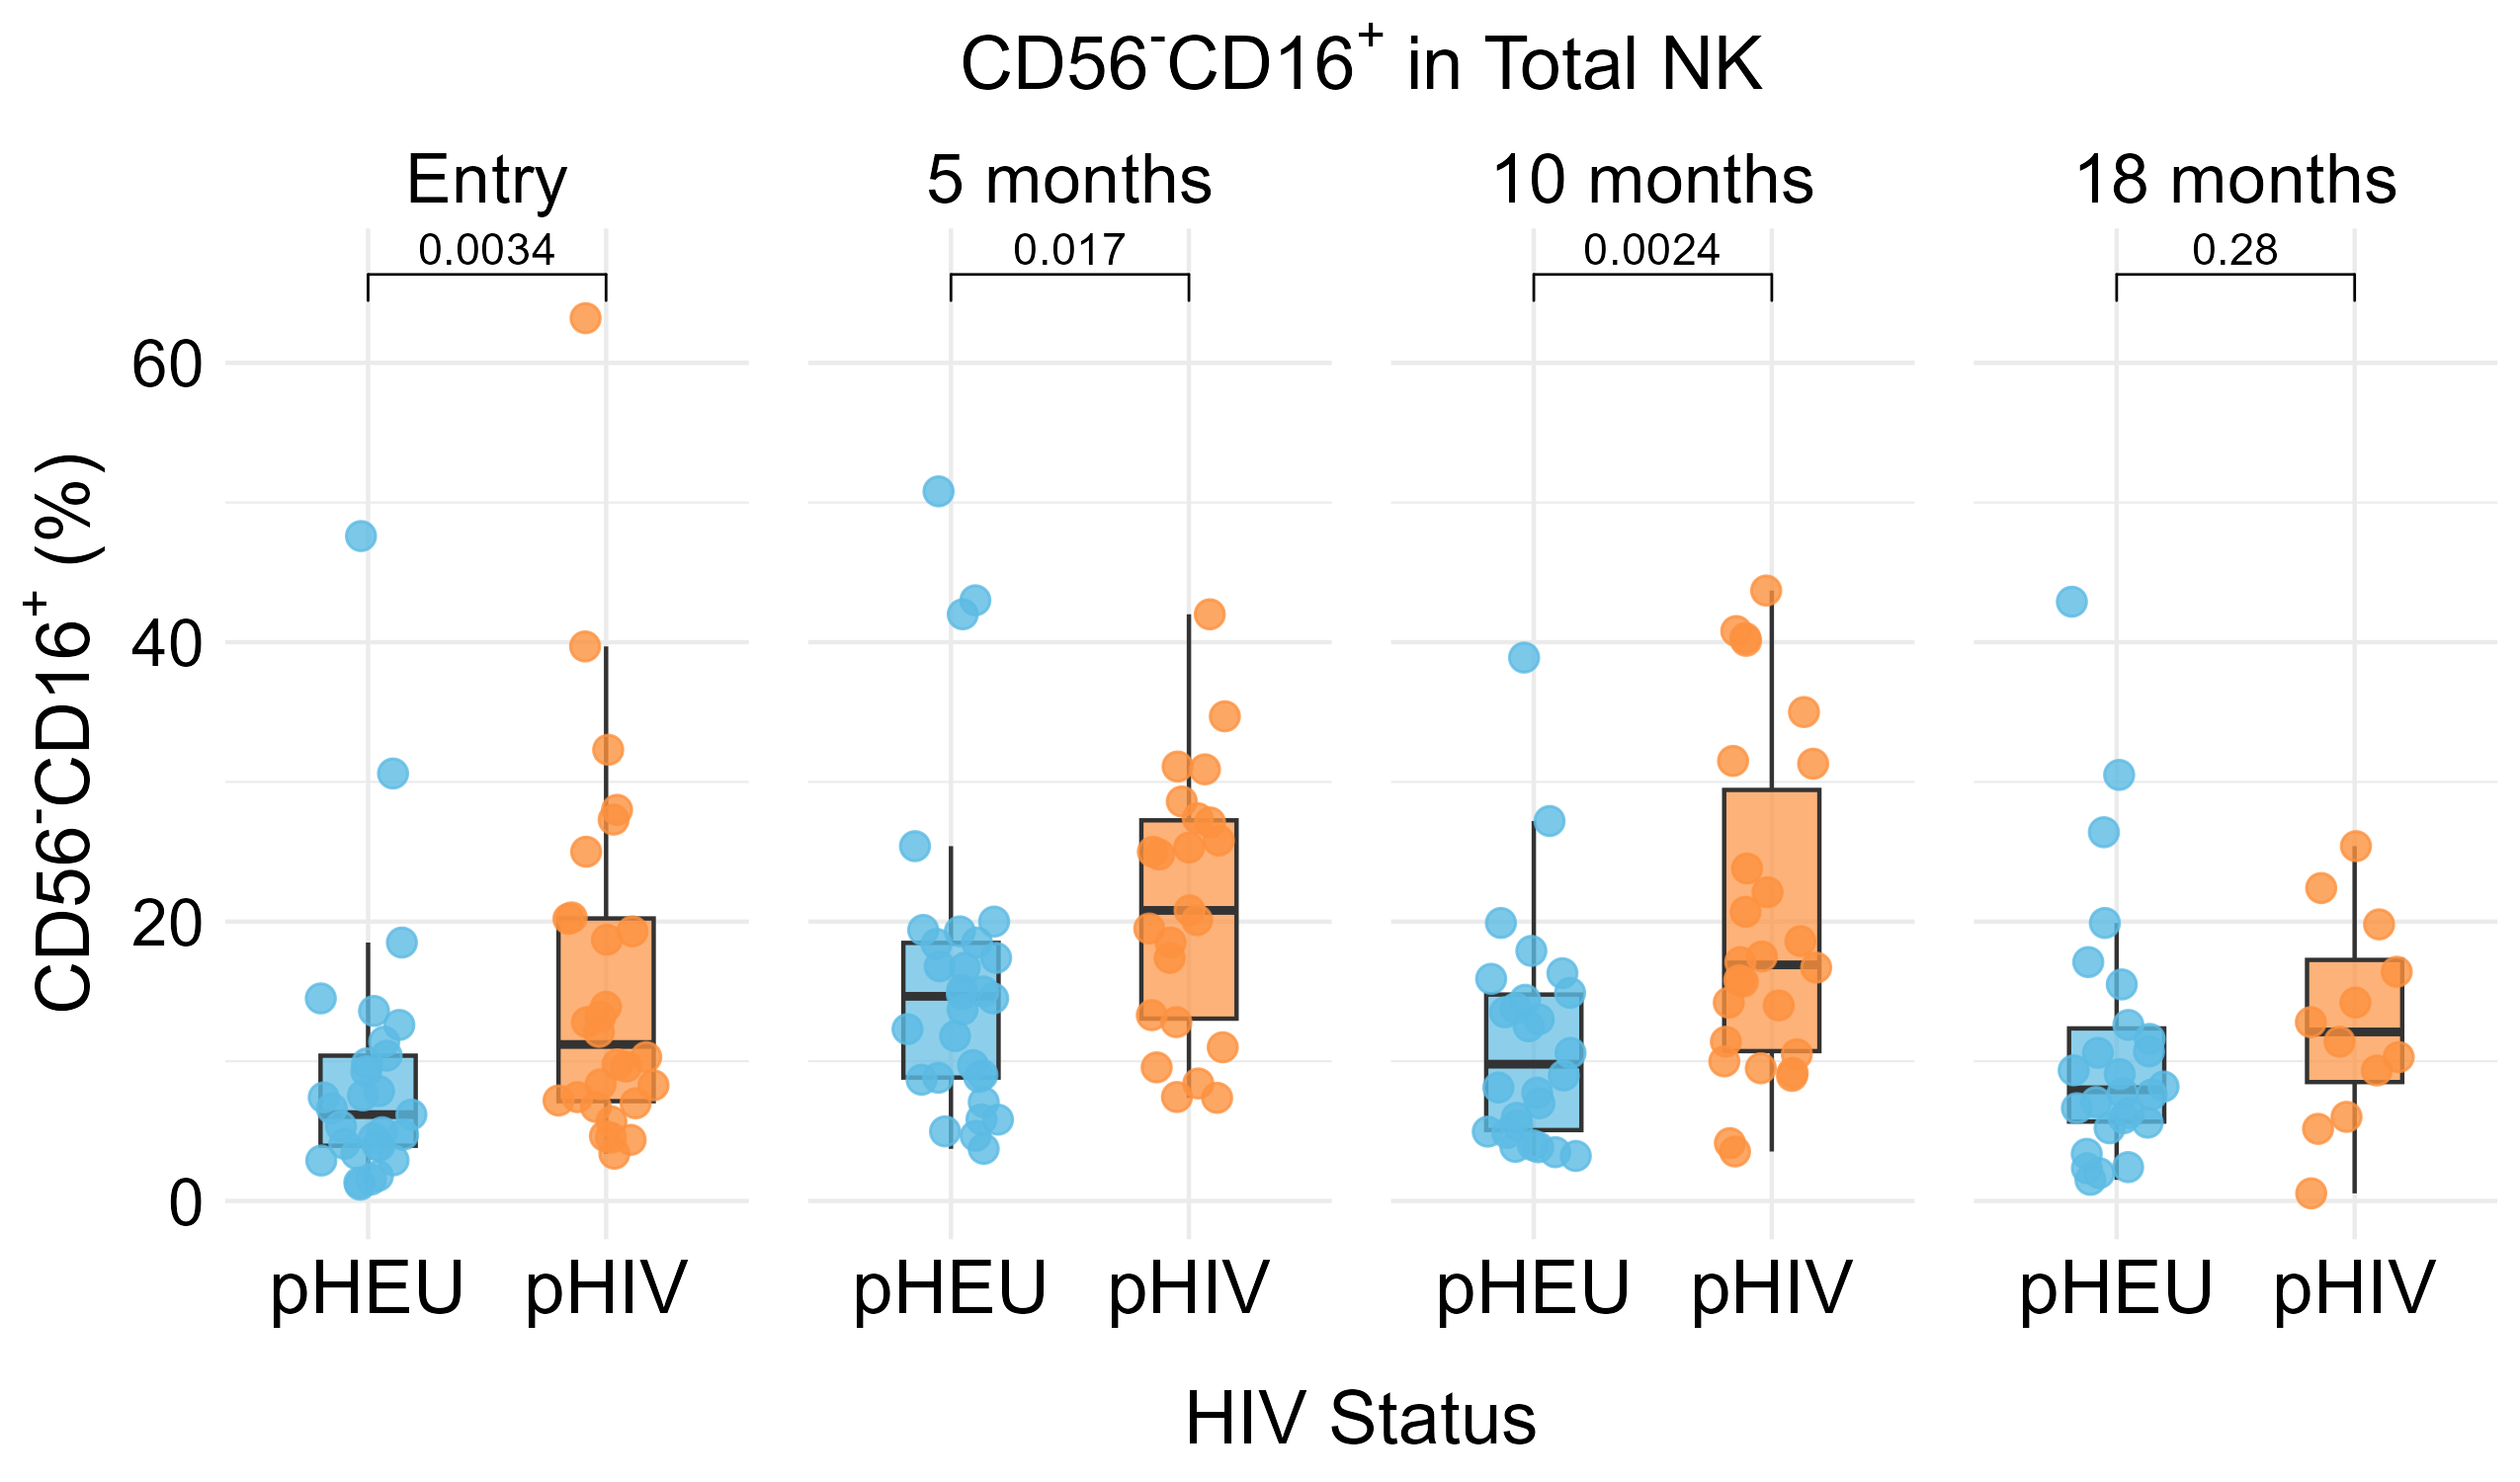 CD56⁻CD16⁺ in Total NK
Entry 5 months 10 months 18 months
0.0034 0.017 0.0024 0.28
CD56⁻CD16⁺ (%)
60
40
20
0
pHEU pHIV pHEU pHIV pHEU pHIV pHEU pHIV
HIV Status